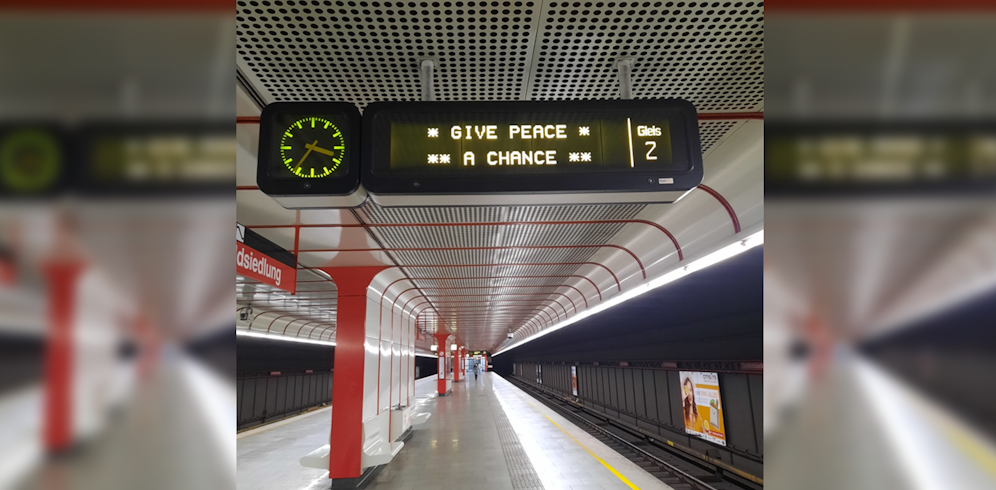 * GIVE PEACE *
** A CHANCE **
Gleis
2
dsiedlung